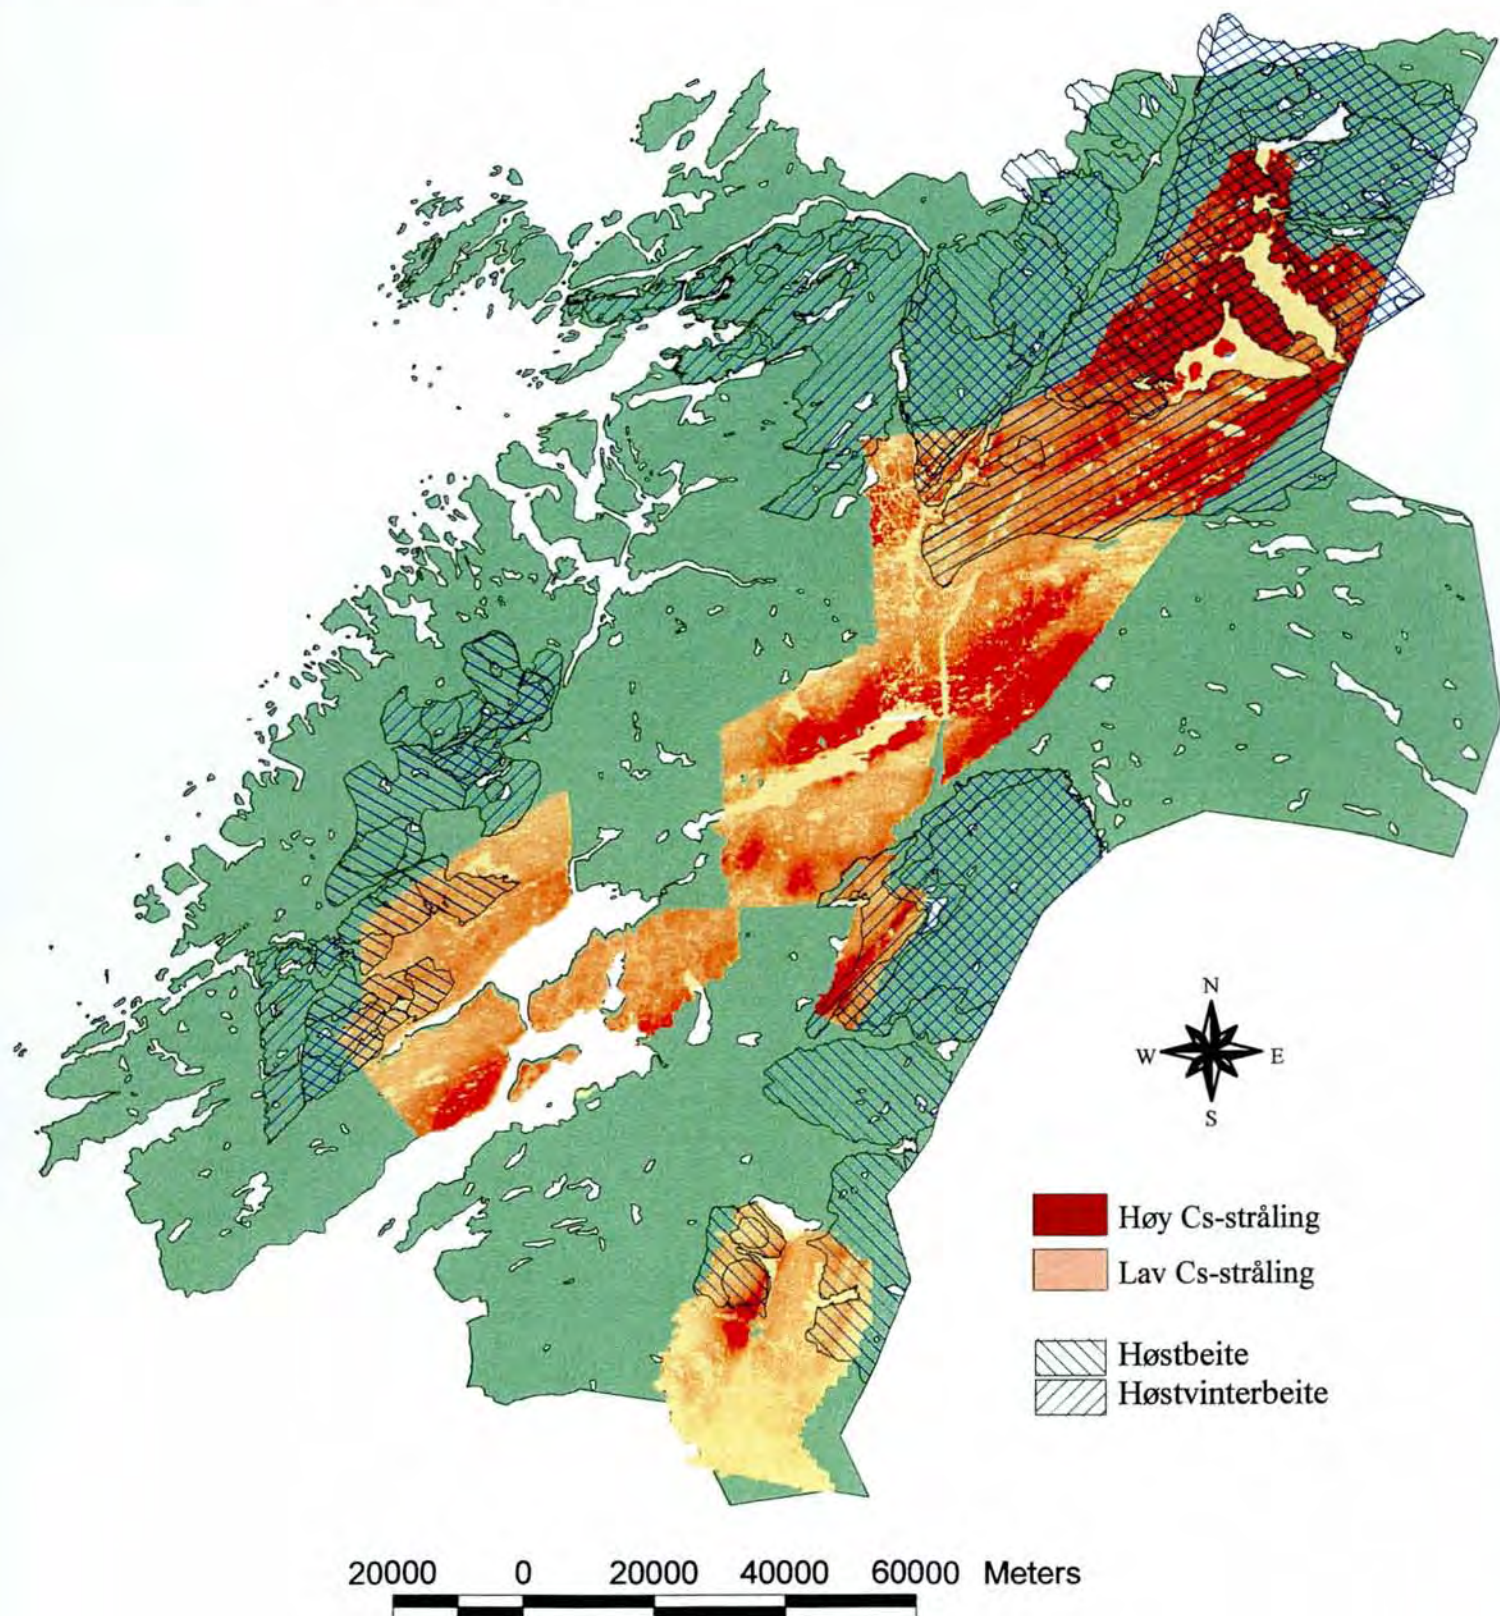 N
W E
S
Høy Cs-stråling
Lav Cs-stråling
Høstbeite
Høstvinterbeite
20000 0 20000 40000 60000 Meters